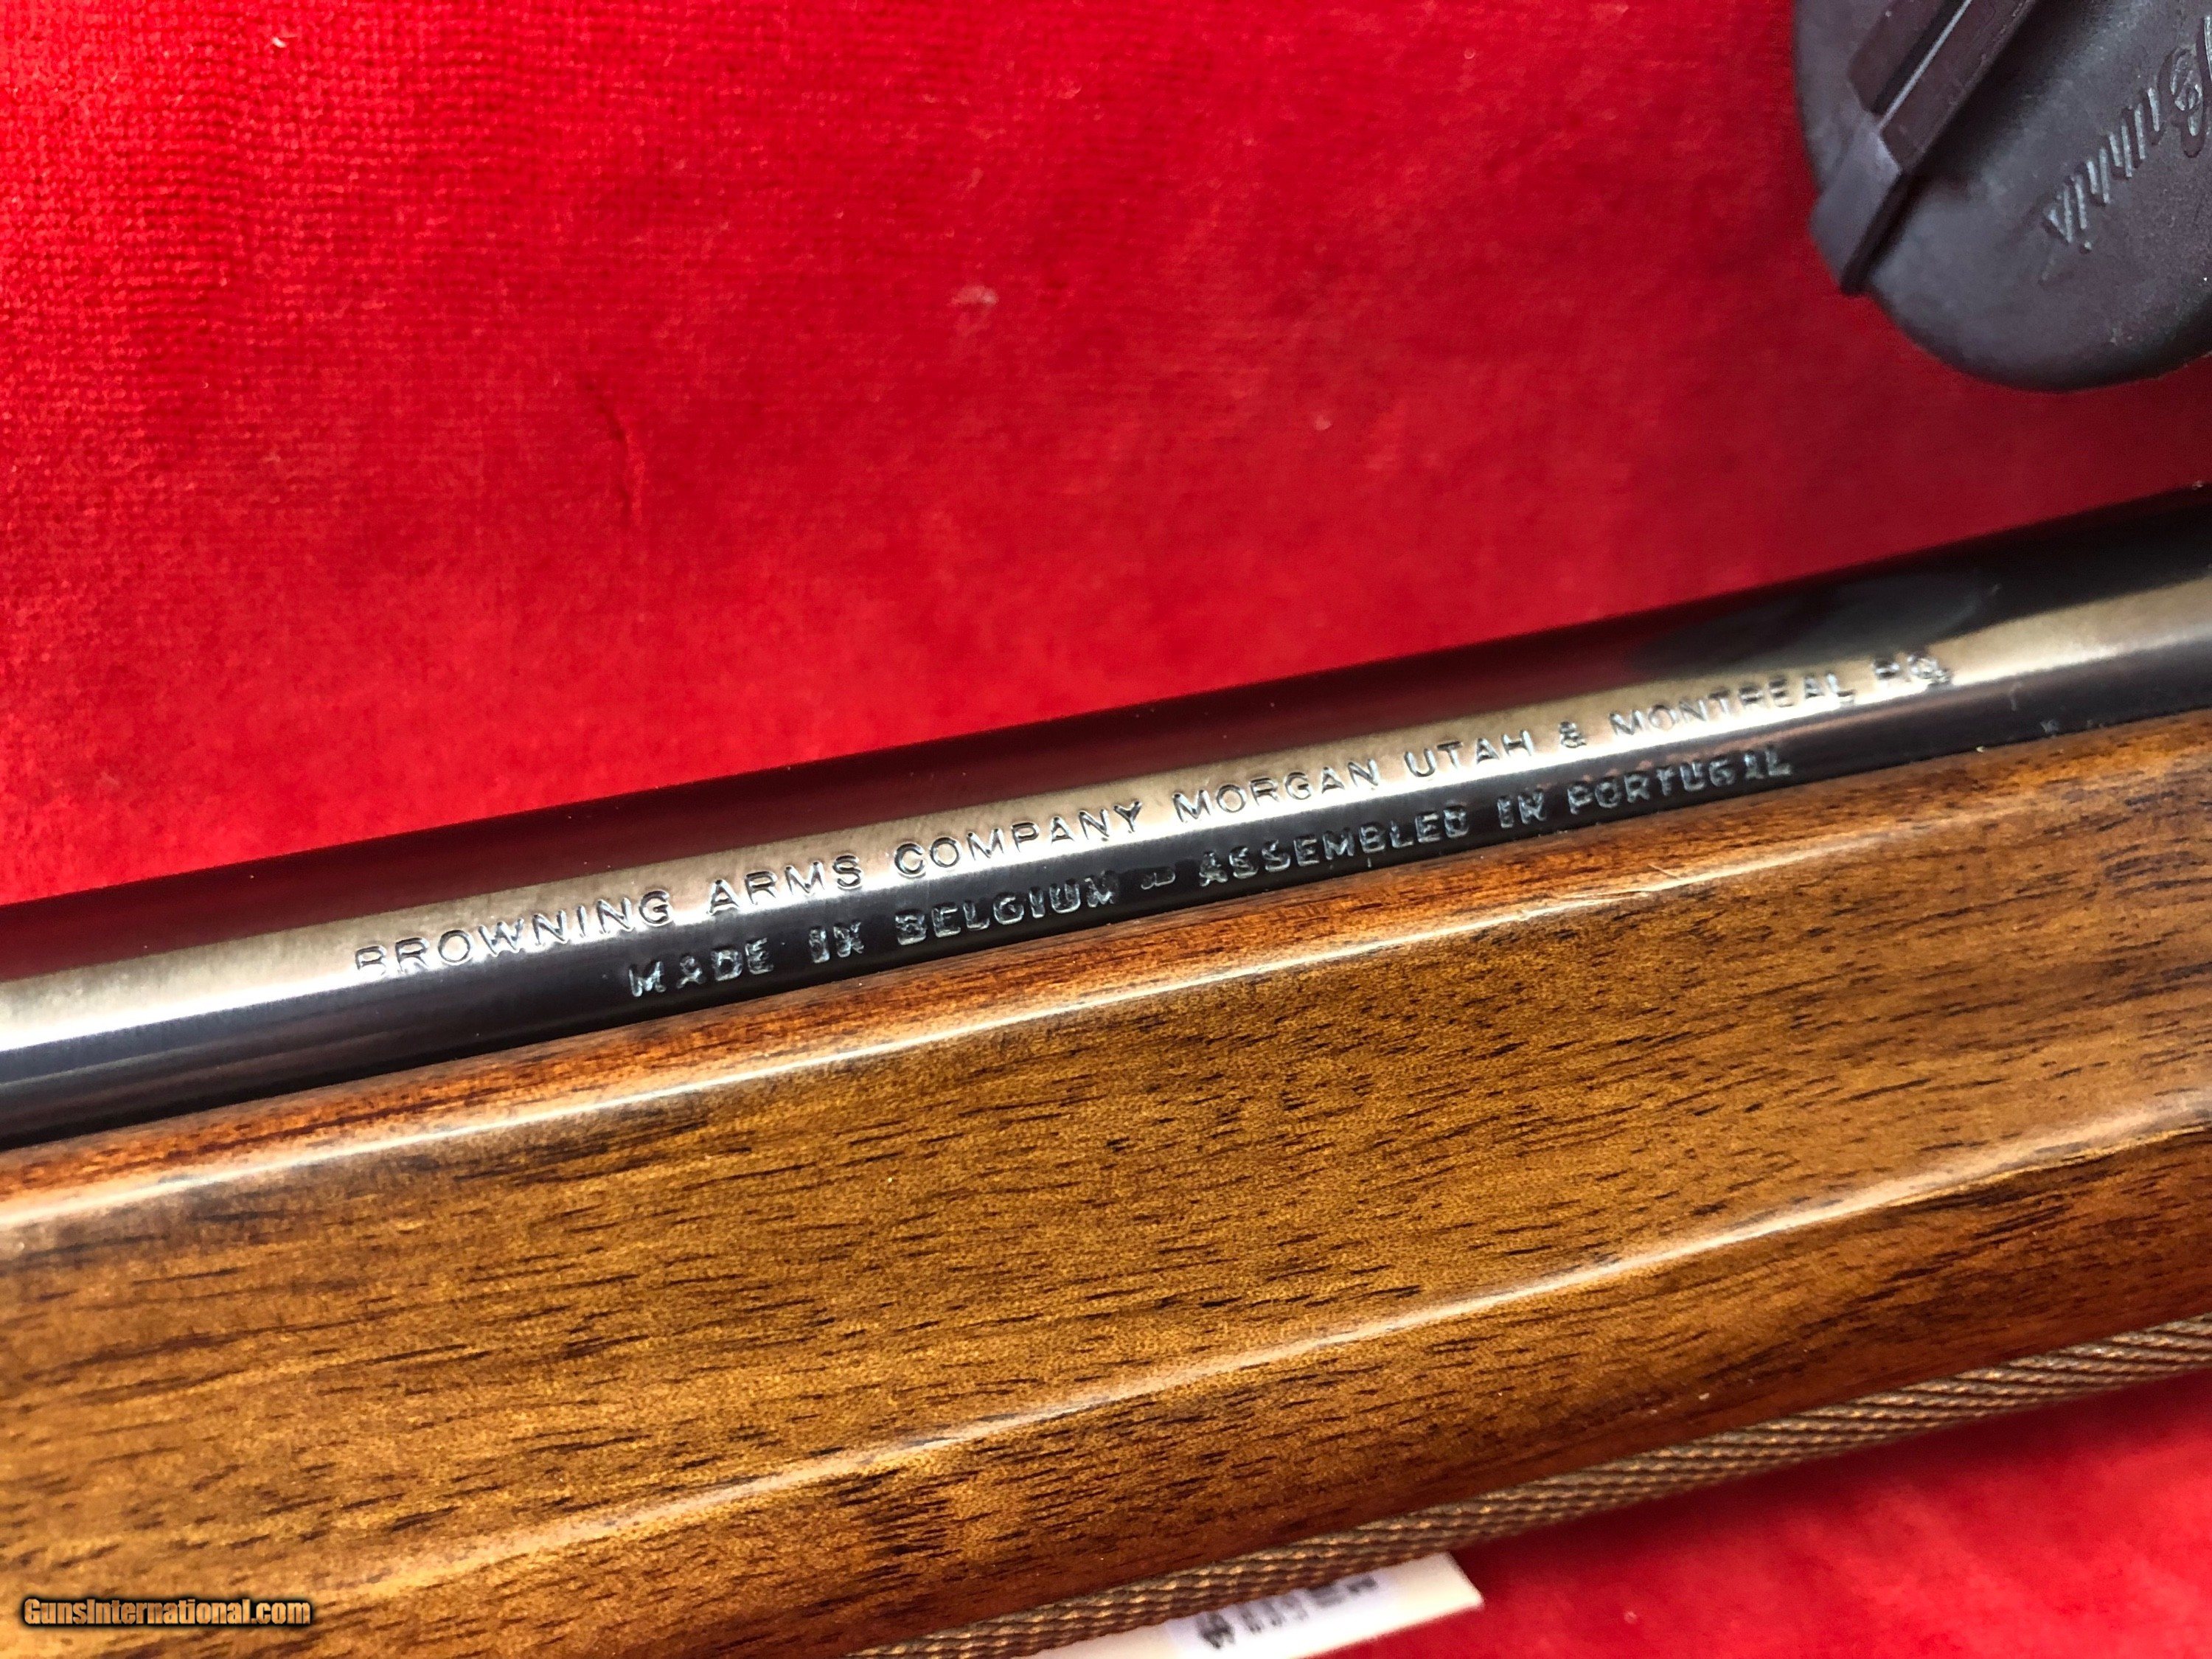 BROWNING ARMS COMPANY MORGAN UTAH & MONTREAL PQ
MADE IN BELGIUM - ASSEMBLED IN PORTUGAL
GunsInternational.com